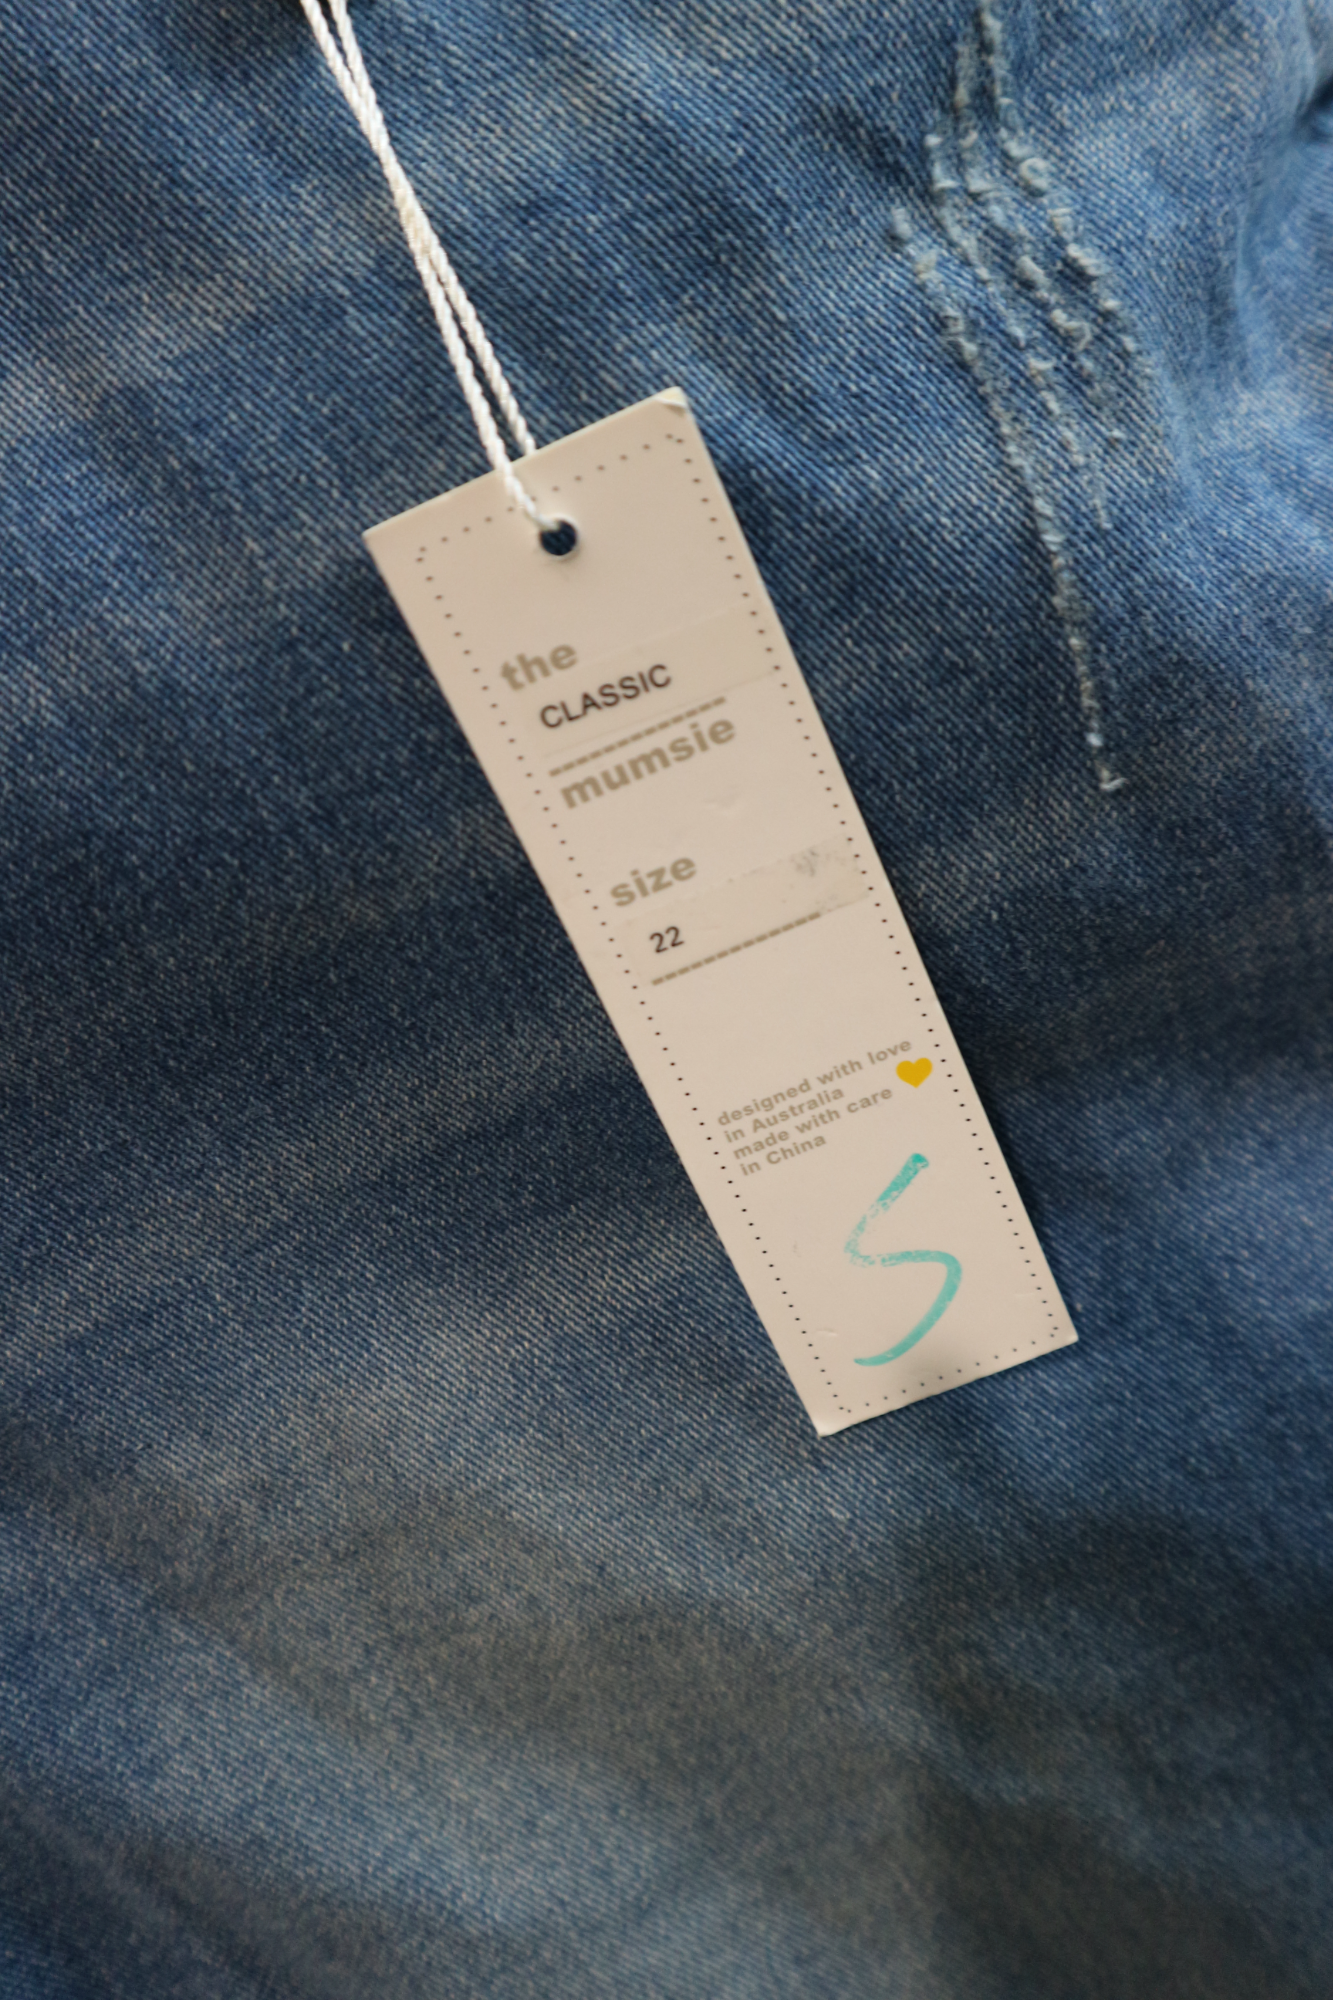 the
CLASSIC
mumsie
size
22
designed with love
in Australia
made with care
in China
S